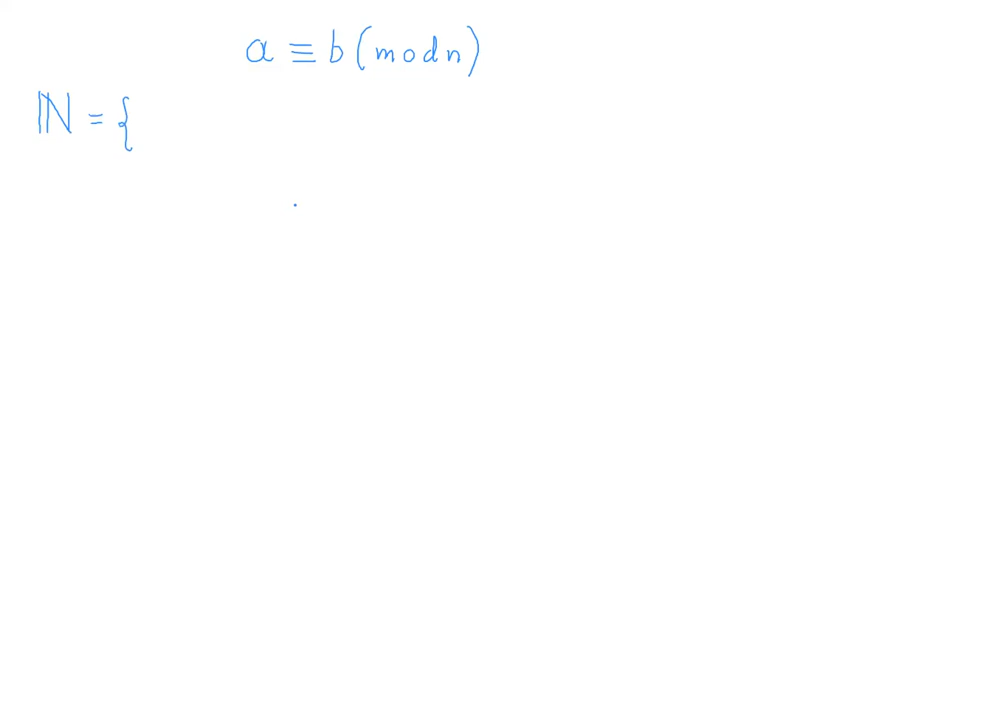 a ≡ b (mod n)
ℕ = {